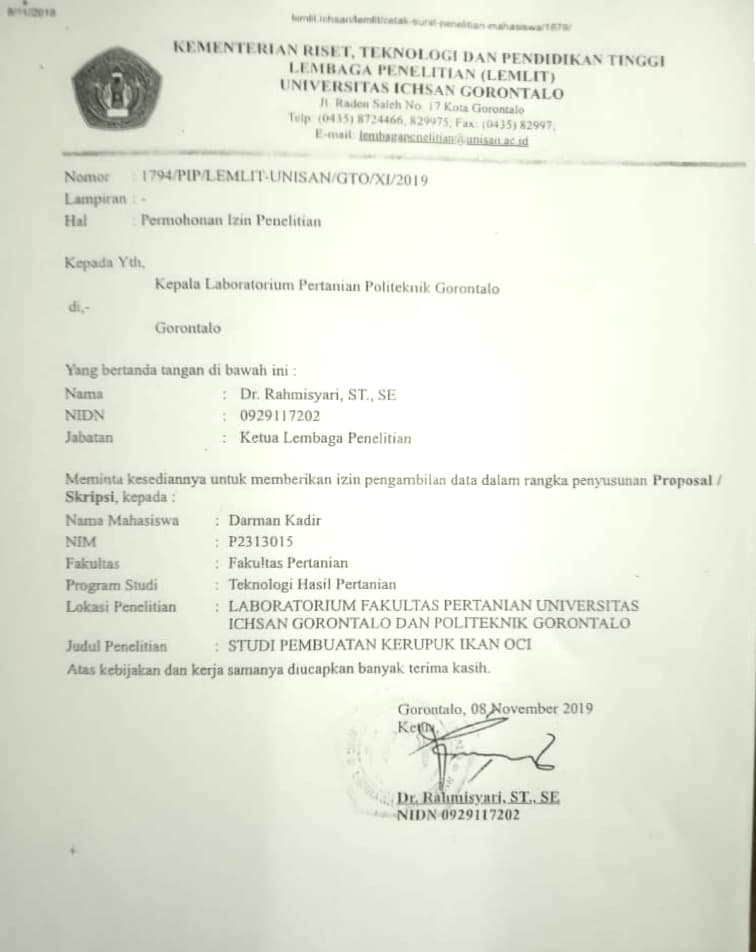 8/11/2019
lemlit.ichsan/lemlit/cetak-surat-penelitian-mahasiswa/1879/
KEMENTERIAN RISET, TEKNOLOGI DAN PENDIDIKAN TINGGI
LEMBAGA PENELITIAN (LEMLIT)
UNIVERSITAS ICHSAN GORONTALO
Jl. Raden Saleh No. 17 Kota Gorontalo
Telp: (0435) 8724466, 829975; Fax: (0435) 82997;
E-mail: lembagapenelitian@unisan.ac.id
Nomor : 1794/PIP/LEMLIT-UNISAN/GTO/XI/2019
Lampiran : -
Hal : Permohonan Izin Penelitian
Kepada Yth,
Kepala Laboratorium Pertanian Politeknik Gorontalo
di,-
Gorontalo
Yang bertanda tangan di bawah ini :
Nama : Dr. Rahmisyari, ST., SE
NIDN : 0929117202
Jabatan : Ketua Lembaga Penelitian
Meminta kesediannya untuk memberikan izin pengambilan data dalam rangka penyusunan Proposal /
Skripsi, kepada :
Nama Mahasiswa : Darman Kadir
NIM : P2313015
Fakultas : Fakultas Pertanian
Program Studi : Teknologi Hasil Pertanian
Lokasi Penelitian : LABORATORIUM FAKULTAS PERTANIAN UNIVERSITAS
ICHSAN GORONTALO DAN POLITEKNIK GORONTALO
Judul Penelitian : STUDI PEMBUATAN KERUPUK IKAN OCI
Atas kebijakan dan kerja samanya diucapkan banyak terima kasih.
Gorontalo, 08 November 2019
Ketua,
Dr. Rahmisyari, ST., SE
NIDN 0929117202